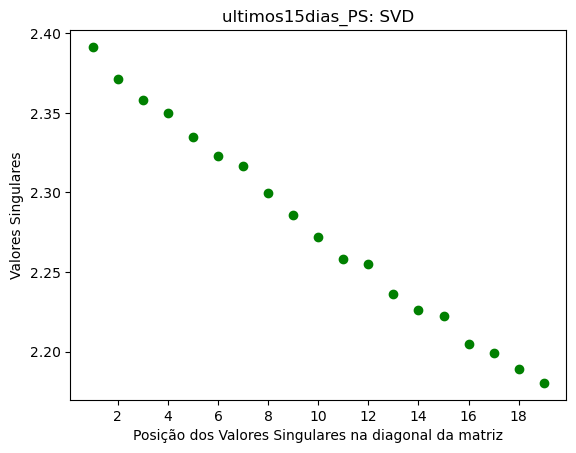 ultimos15dias_PS: SVD
2.40
2.35
2.30
2.25
2.20
Valores Singulares
2 4 6 8 10 12 14 16 18
Posição dos Valores Singulares na diagonal da matriz